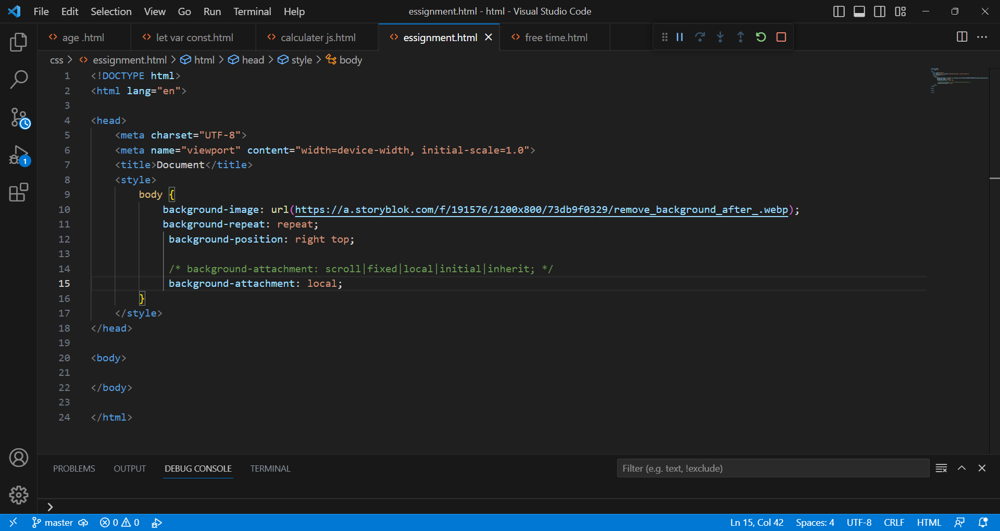 File Edit Selection View Go Run Terminal Help essignment.html - html - Visual Studio Code
age .html let var const.html calculater js.html essignment.html free time.html
css > essignment.html > html > head > style > body
1 <!DOCTYPE html>
2 <html lang="en">
3
4 <head>
5 <meta charset="UTF-8">
6 <meta name="viewport" content="width=device-width, initial-scale=1.0">
7 <title>Document</title>
8 <style>
9 body {
10 background-image: url(https://a.storyblok.com/f/191576/1200x800/73db9f0329/remove_background_after_.webp);
11 background-repeat: repeat;
12 background-position: right top;
13
14 /* background-attachment: scroll|fixed|local|initial|inherit; */
15 background-attachment: local;
16 }
17 </style>
18 </head>
19
20 <body>
21
22 </body>
23
24 </html>
1
PROBLEMS OUTPUT DEBUG CONSOLE TERMINAL Filter (e.g. text, !exclude)
master 0 0 Ln 15, Col 42 Spaces: 4 UTF-8 CRLF HTML